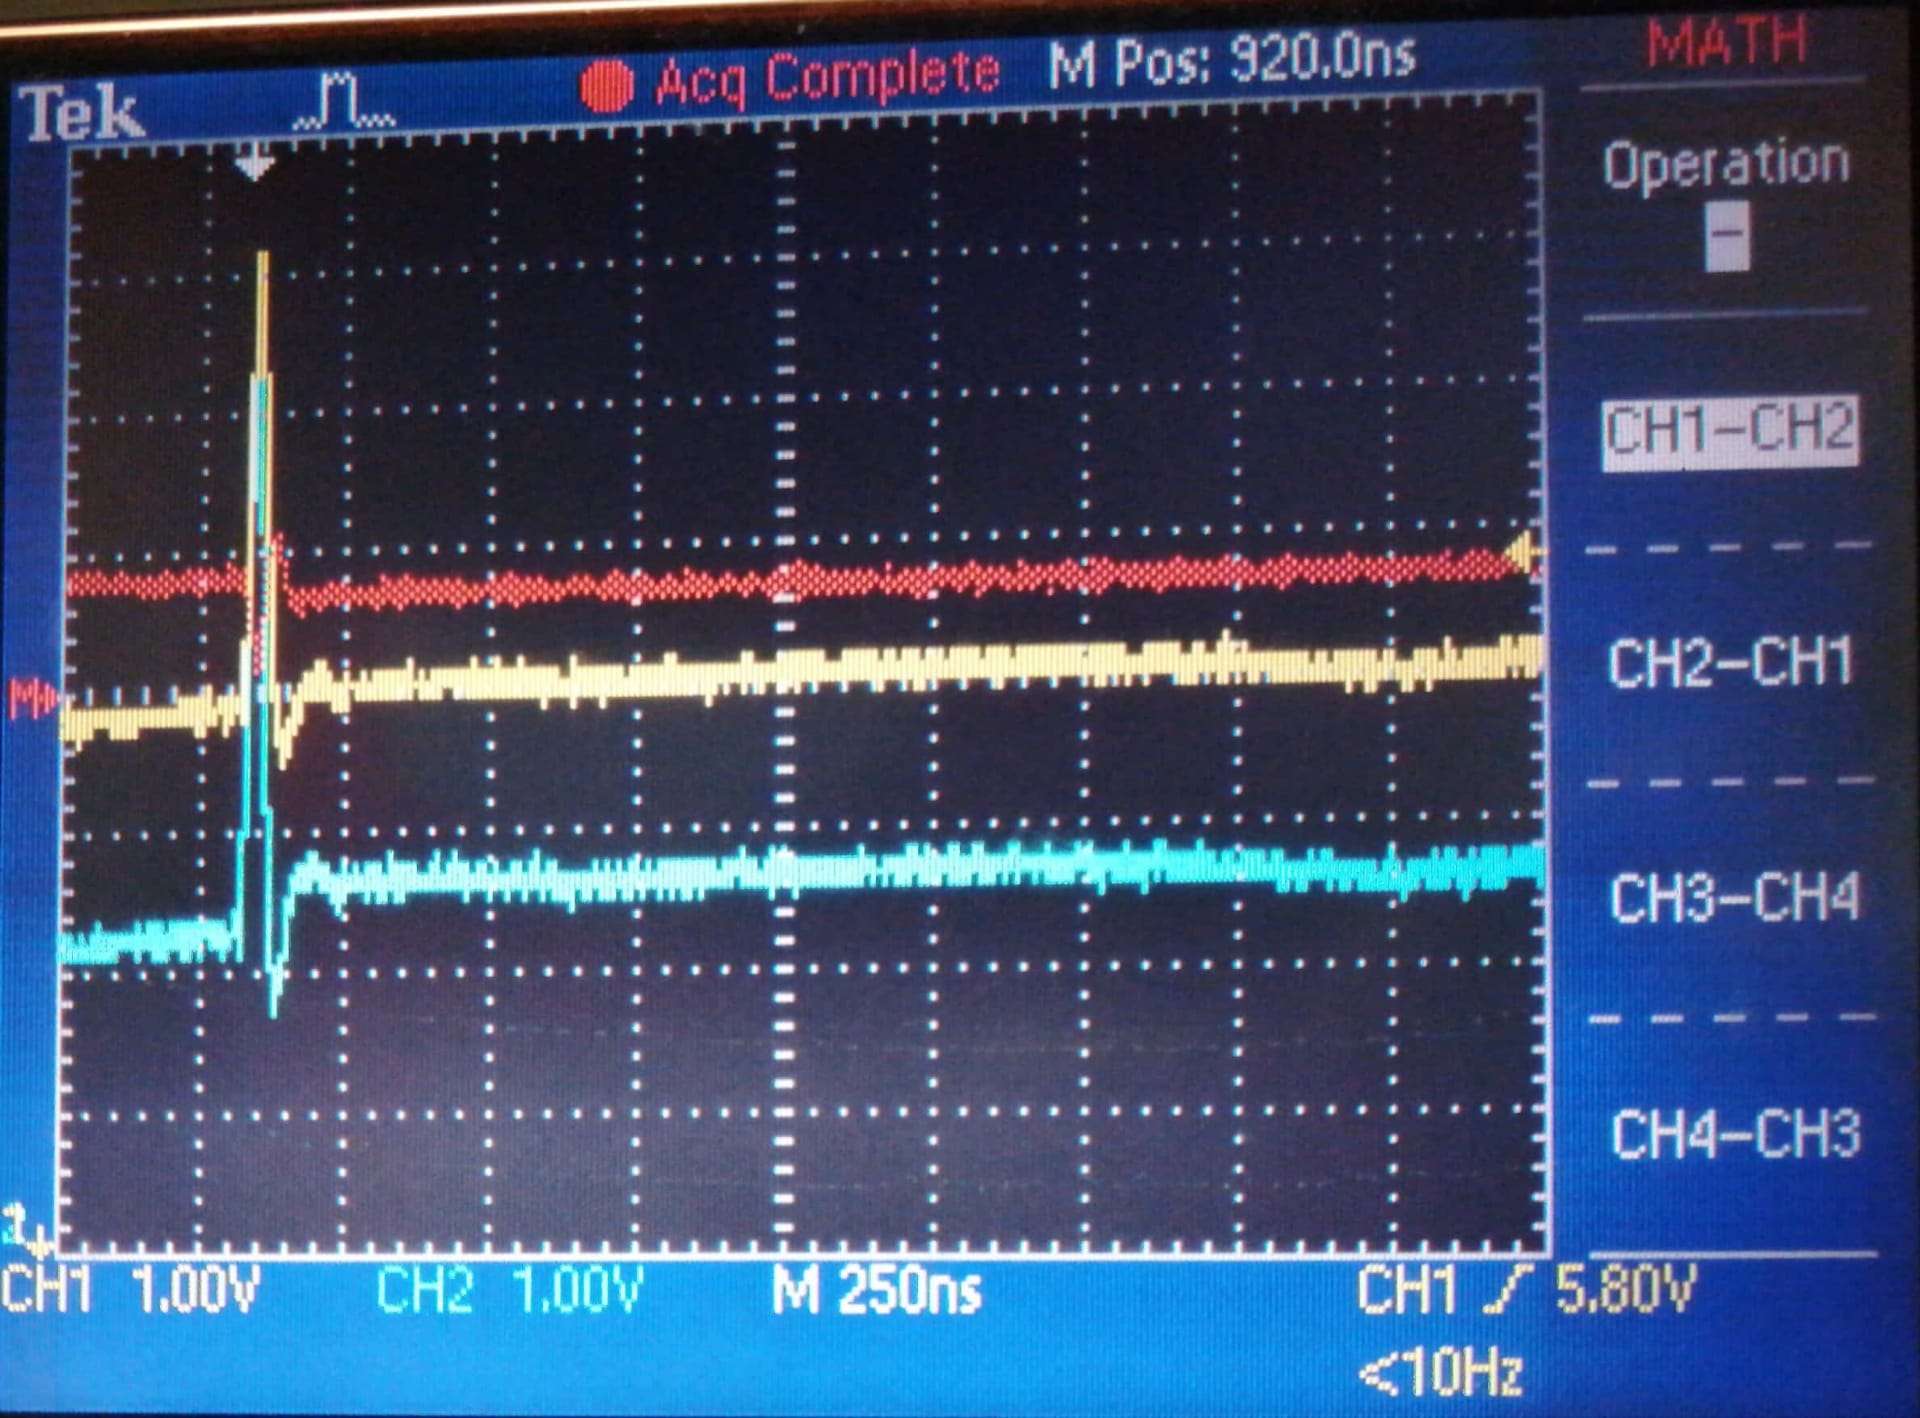 Tek
Acq Complete
M Pos: 920.0ns
MATH
Operation
-
CH1-CH2
CH2-CH1
CH3-CH4
CH4-CH3
M
CH1 1.00V
CH2 1.00V
M 250ns
CH1
5.80V
<10Hz